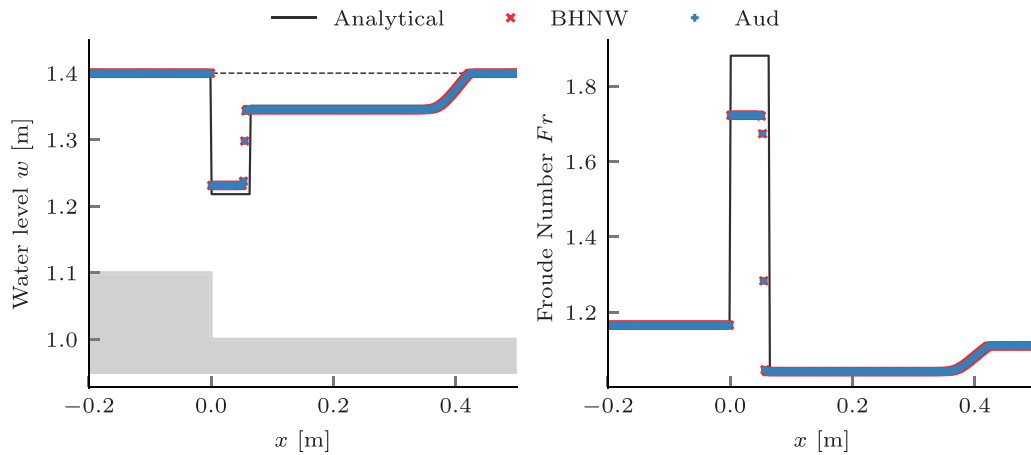 Analytical BHNW Aud
Water level w [m]
1.4
1.3
1.2
1.1
1.0
−0.2 0.0 0.2 0.4
x [m]
Froude Number Fr
1.8
1.6
1.4
1.2
−0.2 0.0 0.2 0.4
x [m]